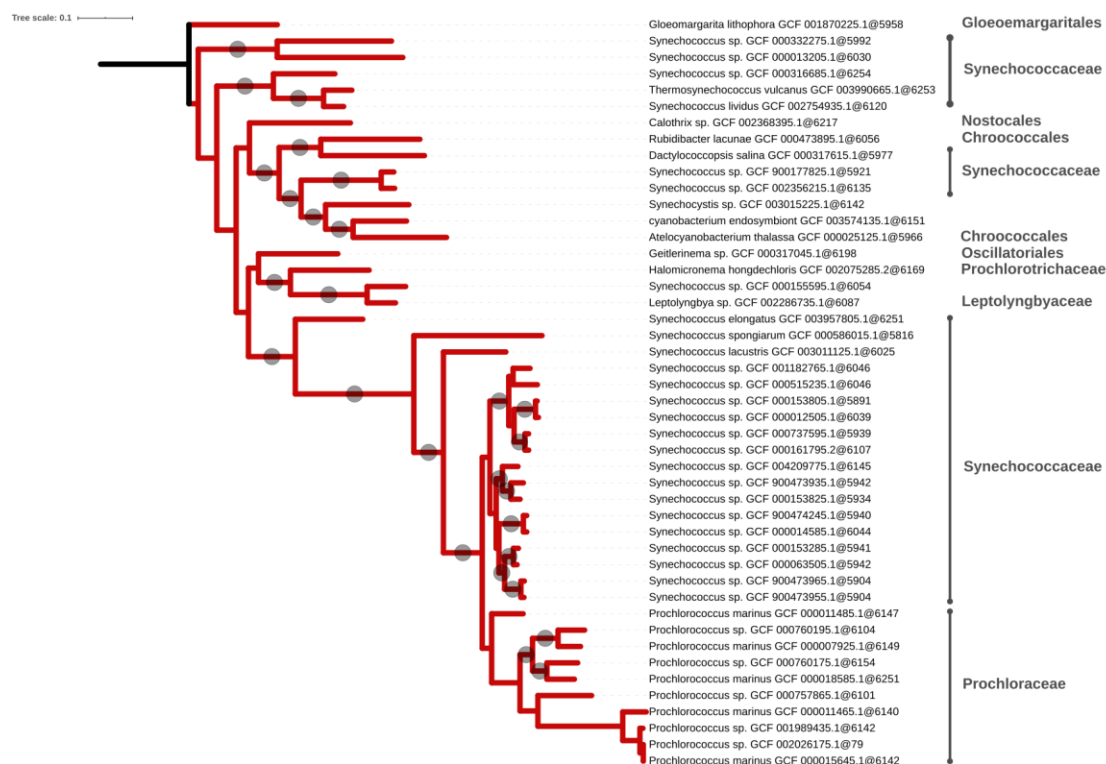 Tree scale: 0.1
Gloeomargarita lithophora GCF 001870225.1@5958
Gloeoemargaritales
Synechococcus sp. GCF 000332275.1@5992
Synechococcus sp. GCF 000013205.1@6030
Synechococcaceae
Synechococcus sp. GCF 000316685.1@6254
Thermosynechococcus vulcanus GCF 003990665.1@6253
Synechococcus lividus GCF 002754935.1@6120
Calothrix sp. GCF 002368395.1@6217
Nostocales
Rubidibacter lacunae GCF 000473895.1@6056
Chroococcales
Dactylococcopsis salina GCF 000317615.1@5977
Synechococcus sp. GCF 900177825.1@5921
Synechococcaceae
Synechococcus sp. GCF 002356215.1@6135
Synechocystis sp. GCF 003015225.1@6142
cyanobacterium endosymbiont GCF 003574135.1@6151
Atelocyanobacterium thalassa GCF 000025125.1@5966
Chroococcales
Geitlerinema sp. GCF 000317045.1@6198
Oscillatoriales
Halomicronema hongdechloris GCF 002075285.2@6169
Prochlorotrichaceae
Synechococcus sp. GCF 000155595.1@6054
Leptolyngbya sp. GCF 002286735.1@6087
Leptolyngbyaceae
Synechococcus elongatus GCF 003957805.1@6251
Synechococcus spongiarum GCF 000586015.1@5816
Synechococcus lacustris GCF 003011125.1@6025
Synechococcus sp. GCF 001182765.1@6046
Synechococcus sp. GCF 000515235.1@6046
Synechococcus sp. GCF 000153805.1@5891
Synechococcus sp. GCF 000012505.1@6039
Synechococcus sp. GCF 000737595.1@5939
Synechococcus sp. GCF 000161795.2@6107
Synechococcus sp. GCF 004209775.1@6145
Synechococcaceae
Synechococcus sp. GCF 900473935.1@5942
Synechococcus sp. GCF 000153825.1@5934
Synechococcus sp. GCF 900474245.1@5940
Synechococcus sp. GCF 000014585.1@6044
Synechococcus sp. GCF 000153285.1@5941
Synechococcus sp. GCF 000063505.1@5942
Synechococcus sp. GCF 900473965.1@5904
Synechococcus sp. GCF 900473955.1@5904
Prochlorococcus marinus GCF 000011485.1@6147
Prochlorococcus sp. GCF 000760195.1@6104
Prochlorococcus marinus GCF 000007925.1@6149
Prochlorococcus sp. GCF 000760175.1@6154
Prochlorococcus marinus GCF 000018585.1@6251
Prochloraceae
Prochlorococcus sp. GCF 000757865.1@6101
Prochlorococcus marinus GCF 000011465.1@6140
Prochlorococcus sp. GCF 001989435.1@6142
Prochlorococcus sp. GCF 002026175.1@79
Prochlorococcus marinus GCF 000015645.1@6142